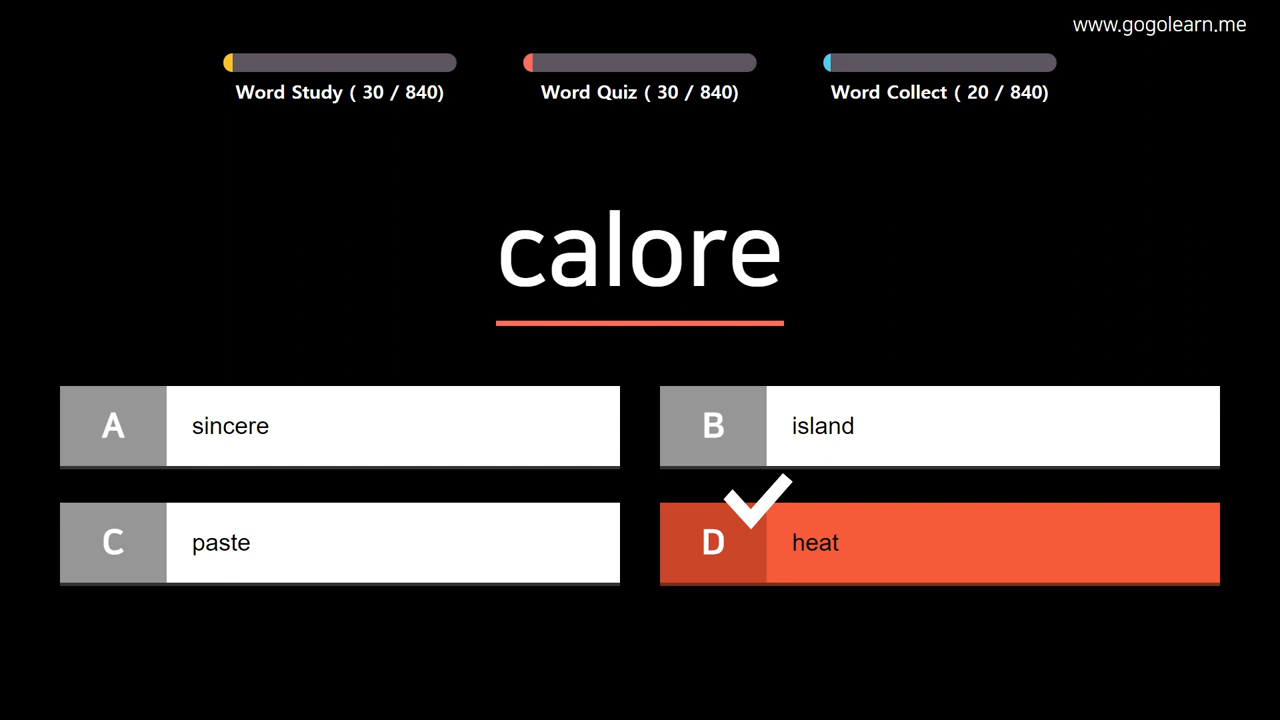 www.gogolearn.me
Word Study ( 30 / 840)
Word Quiz ( 30 / 840)
Word Collect ( 20 / 840)
calore
A sincere
B island
C paste
D heat